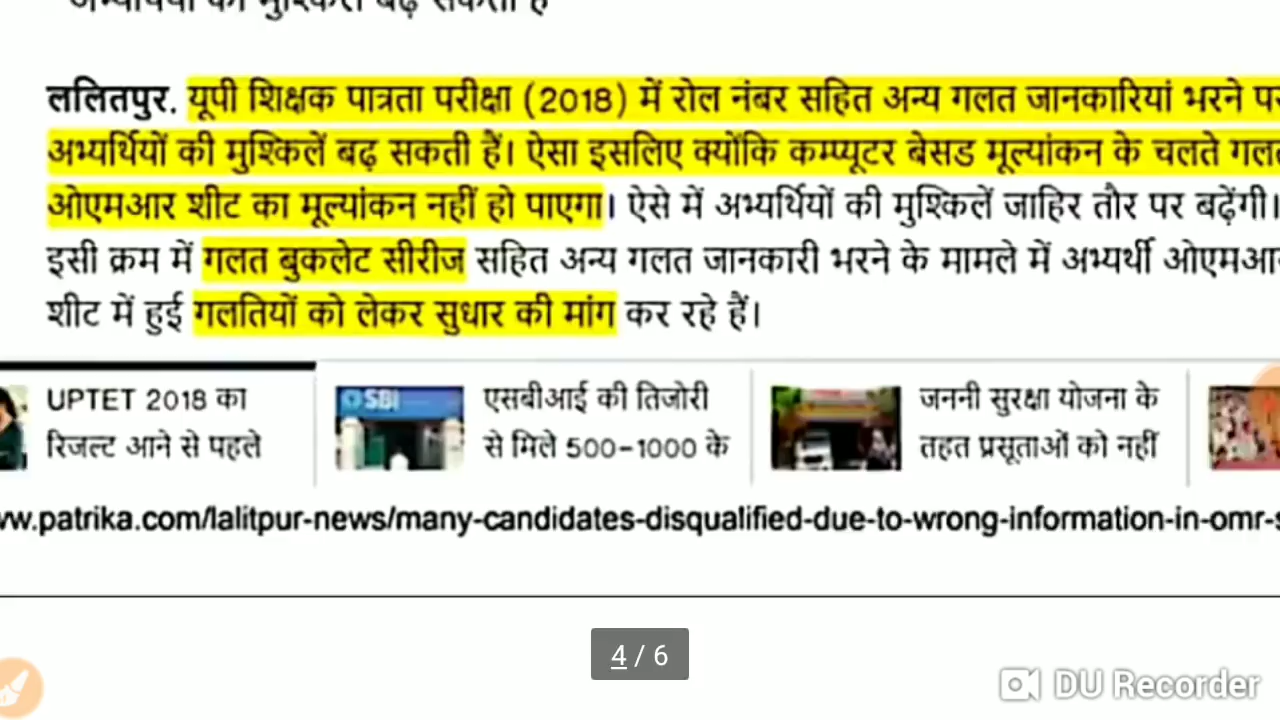 अभ्यर्थियों की मुश्किलें बढ़ सकती हैं
ललितपुर. यूपी शिक्षक पात्रता परीक्षा (2018) में रोल नंबर सहित अन्य गलत जानकारियां भरने पर
अभ्यर्थियों की मुश्किलें बढ़ सकती हैं। ऐसा इसलिए क्योंकि कम्प्यूटर बेसड मूल्यांकन के चलते गलत
ओएमआर शीट का मूल्यांकन नहीं हो पाएगा। ऐसे में अभ्यर्थियों की मुश्किलें जाहिर तौर पर बढ़ेंगी।
इसी क्रम में गलत बुकलेट सीरीज सहित अन्य गलत जानकारी भरने के मामले में अभ्यर्थी ओएमआर
शीट में हुई गलतियों को लेकर सुधार की मांग कर रहे हैं।
UPTET 2018 का
रिजल्ट आने से पहले
SBI
एसबीआई की तिजोरी
से मिले 500-1000 के
जननी सुरक्षा योजना के
तहत प्रसूताओं को नहीं
ww.patrika.com/lalitpur-news/many-candidates-disqualified-due-to-wrong-information-in-omr-s
4 / 6
DU Recorder